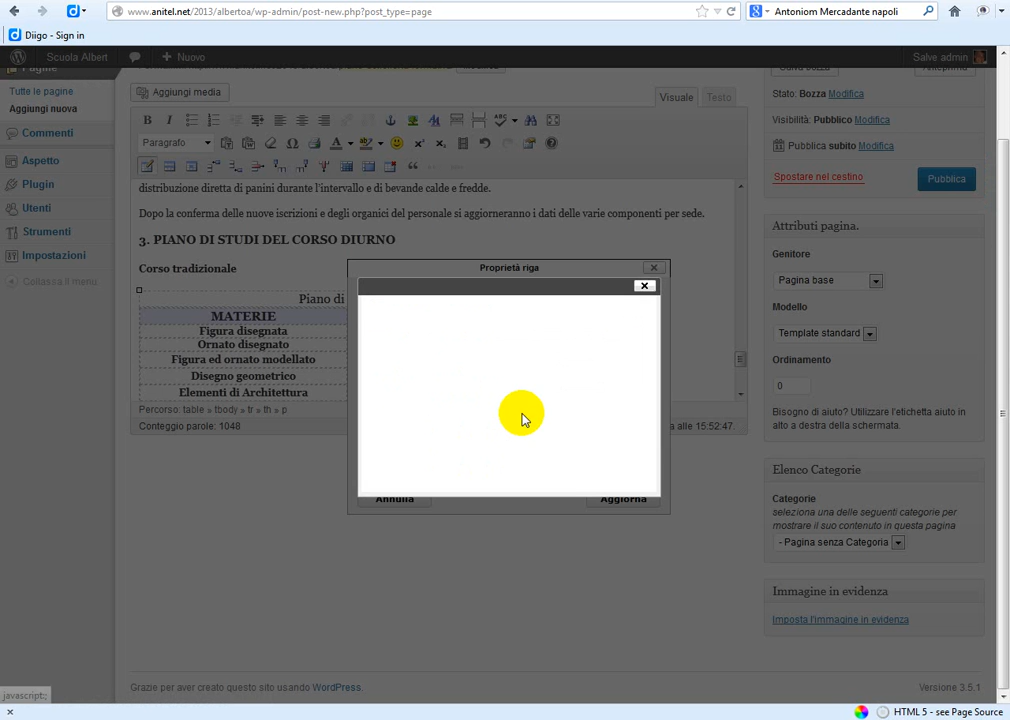 www.anitel.net/2013/albertoa/wp-admin/post-new.php?post_type=page
Antoniom Mercadante napoli
Diigo - Sign in
Scuola Albert
Nuovo
Salve admin
Pagine
Tutte le pagine
Aggiungi nuova
Commenti
Aspetto
Plugin
Utenti
Strumenti
Impostazioni
Collassa il menu
Aggiungi media
Visuale
Testo
Paragrafo
distribuzione diretta di panini durante l'intervallo e di bevande calde e fredde.
Dopo la conferma delle nuove iscrizioni e degli organici del personale si aggiorneranno i dati delle varie componenti per sede.
3. PIANO DI STUDI DEL CORSO DIURNO
Corso tradizionale
Piano di
MATERIE
Figura disegnata
Ornato disegnato
Figura ed ornato modellato
Disegno geometrico
Elementi di Architettura
Percorso: table » tbody » tr » th » p
Conteggio parole: 1048
a alle 15:52:47.
Proprietà riga
Annulla
Aggiorna
Salva bozza
Anteprima
Stato: Bozza Modifica
Visibilità: Pubblico Modifica
Pubblica subito Modifica
Spostare nel cestino
Pubblica
Attributi pagina.
Genitore
Pagina base
Modello
Template standard
Ordinamento
0
Bisogno di aiuto? Utilizzare l'etichetta aiuto in
alto a destra della schermata.
Elenco Categorie
Categorie
seleziona una delle seguenti categorie per
mostrare il suo contenuto in questa pagina
- Pagina senza Categoria
Immagine in evidenza
Imposta l'immagine in evidenza
Grazie per aver creato questo sito usando WordPress.
Versione 3.5.1
javascript:;
HTML 5 - see Page Source